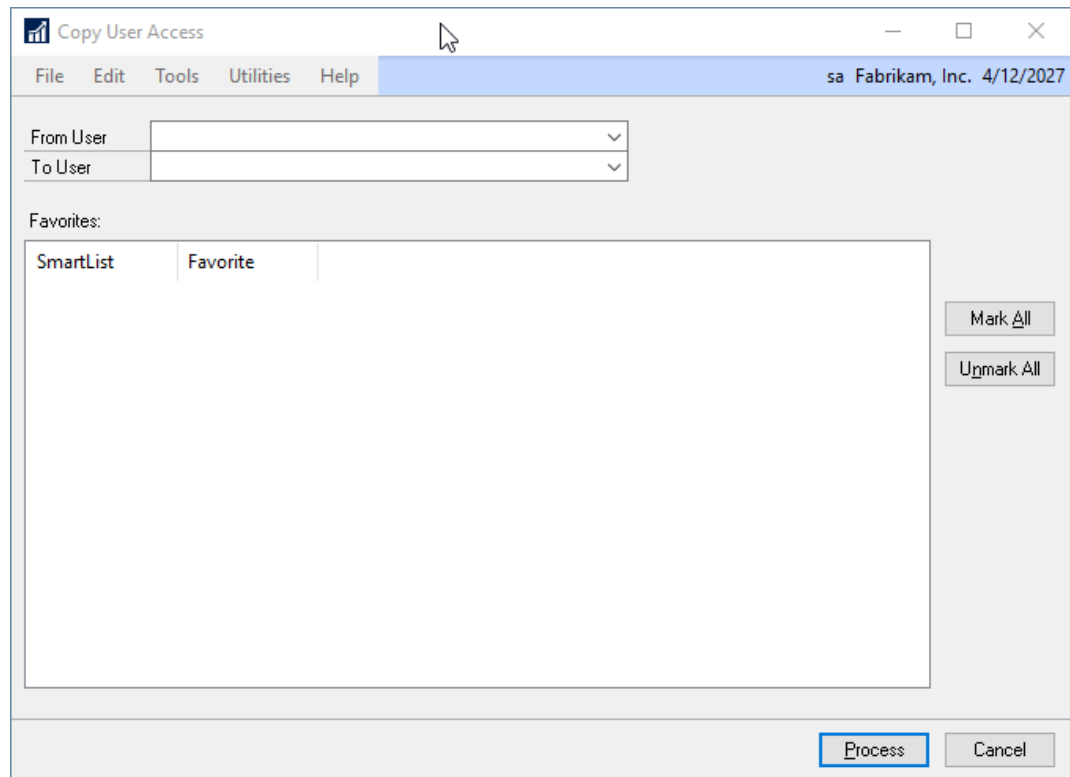 Copy User Access
File Edit Tools Utilities Help sa Fabrikam, Inc. 4/12/2027
From User
To User
Favorites:
SmartList Favorite
Mark All
Unmark All
Process Cancel